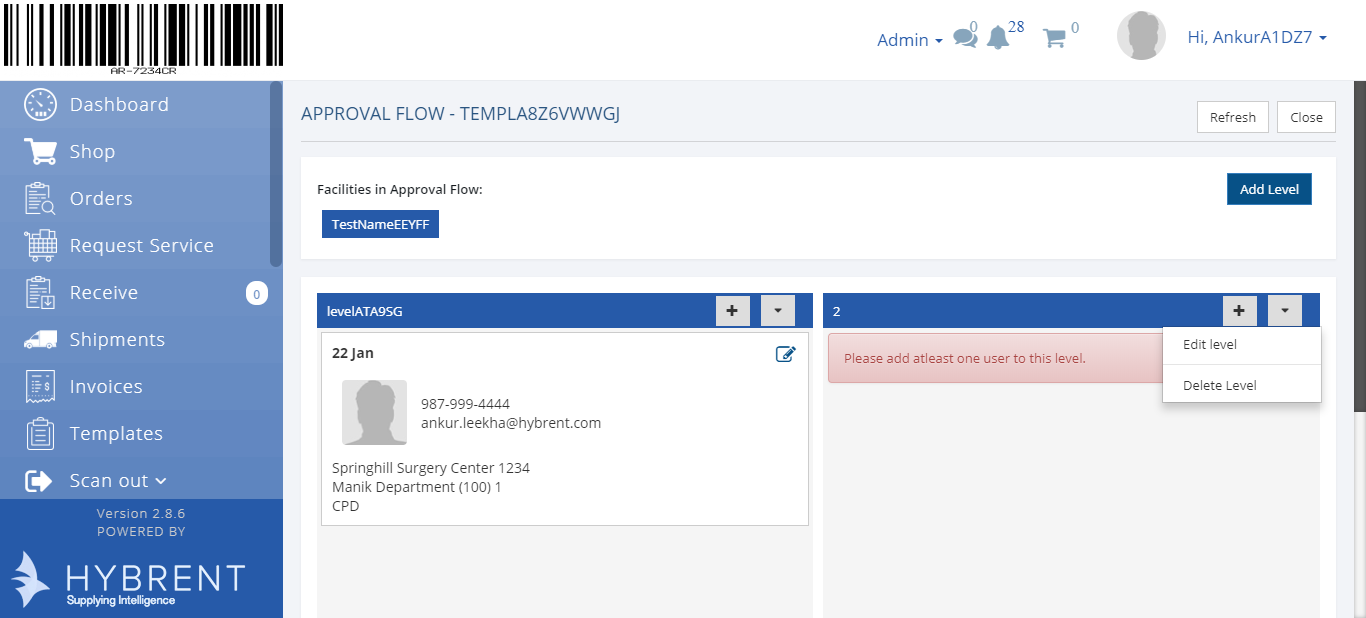 AR-7234CR
Admin
0
28
0
Hi, AnkurA1DZ7
Dashboard
Shop
Orders
Request Service
Receive
0
Shipments
Invoices
Templates
Scan out
Version 2.8.6
POWERED BY
HYBRENT
Supplying Intelligence
APPROVAL FLOW - TEMPLA8Z6VWWGJ
Refresh
Close
Facilities in Approval Flow:
Add Level
TestNameEEYFF
levelATA9SG
22 Jan
987-999-4444
ankur.leekha@hybrent.com
Springhill Surgery Center 1234
Manik Department (100) 1
CPD
2
Please add atleast one user to this level.
Edit level
Delete Level